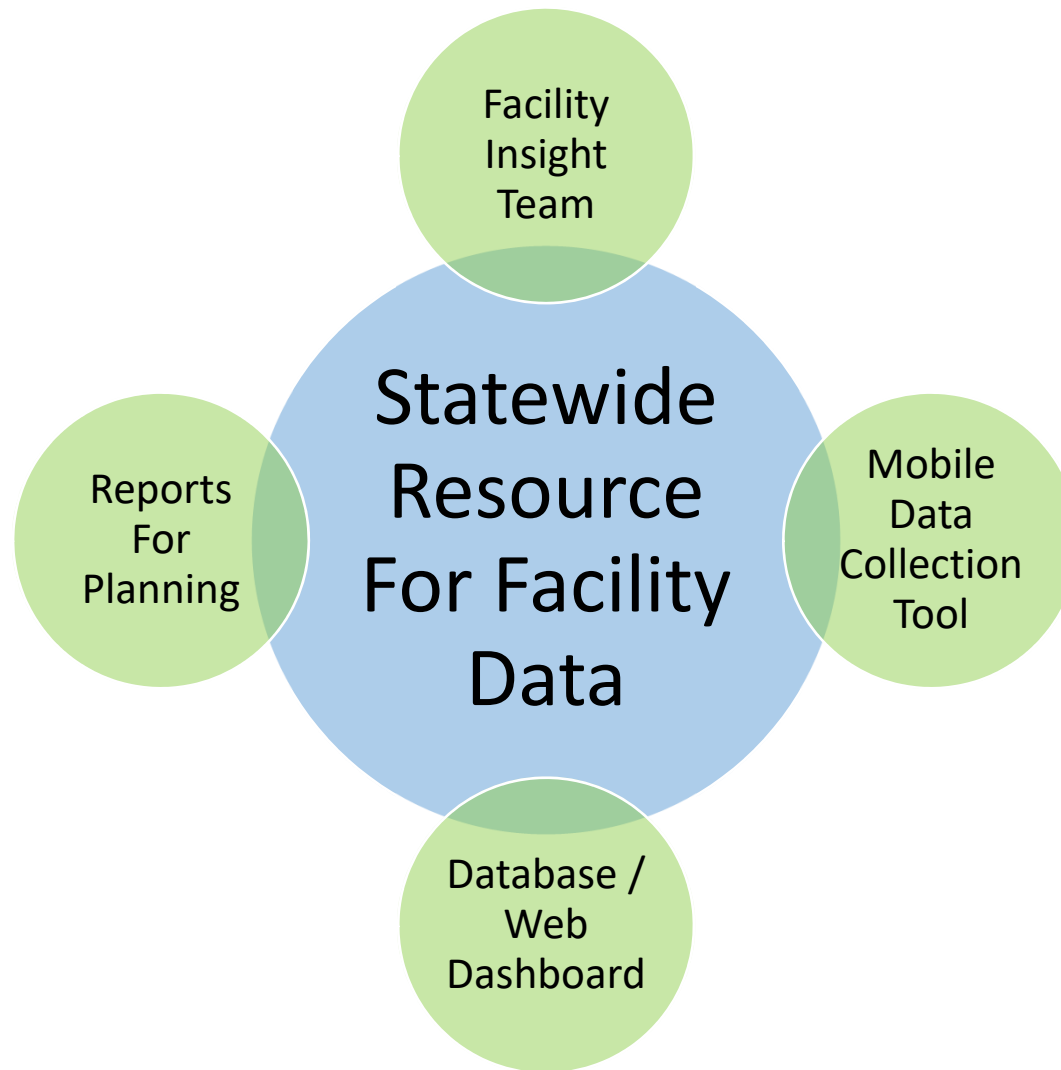 Facility
Insight
Team
Statewide
Resource
For Facility
Data
Reports
For
Planning
Mobile
Data
Collection
Tool
Database /
Web
Dashboard